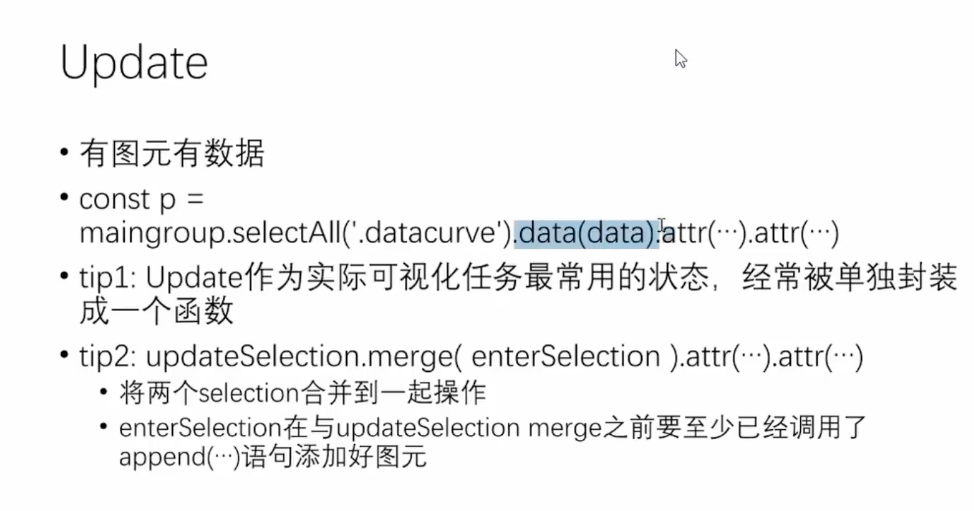 Update
• 有图元有数据
• const p =
maingroup.selectAll('.datacurve').data(data).attr(…).attr(…)
• tip1: Update作为实际可视化任务最常用的状态，经常被单独封装
成一个函数
• tip2: updateSelection.merge( enterSelection ).attr(…).attr(…)
• 将两个selection合并到一起操作
• enterSelection在与updateSelection merge之前要至少已经调用了
append(…)语句添加好图元